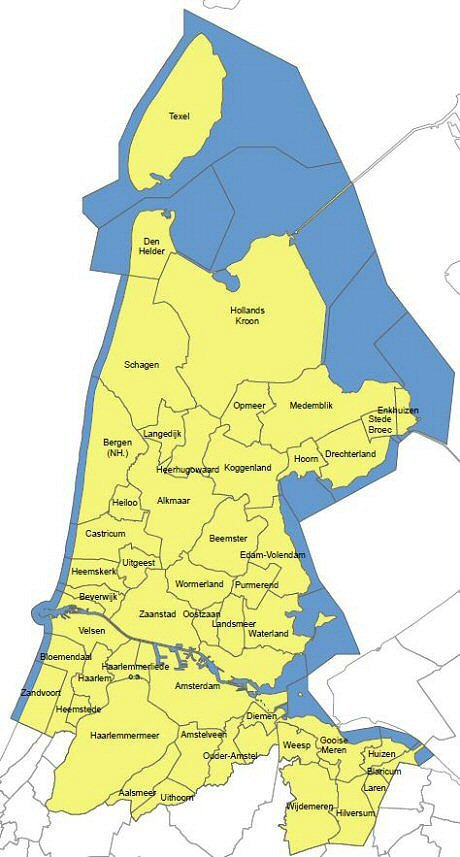 Texel
Den
Helder
Hollands
Kroon
Schagen
Opmeer
Medemblik
Enkhuizen
Stede
Broec
Langedijk
Bergen
(NH.)
Heerhugowaard
Koggenland
Hoorn
Drechterland
Heiloo
Alkmaar
Castricum
Beemster
Edam-Volendam
Uitgeest
Heemskerk
Wormerland
Purmerend
Beverwijk
Zaanstad
Oostzaan
Landsmeer
Velsen
Waterland
Bloemendaal
Haarlemmerliede
Haarlem
Zandvoort
Amsterdam
Heemstede
Diemen
Haarlemmermeer
Amstelveen
Weesp
Gooise
Meren
Ouder-Amstel
Huizen
Blaricum
Laren
Aalsmeer
Uithoorn
Wijdemeren
Hilversum